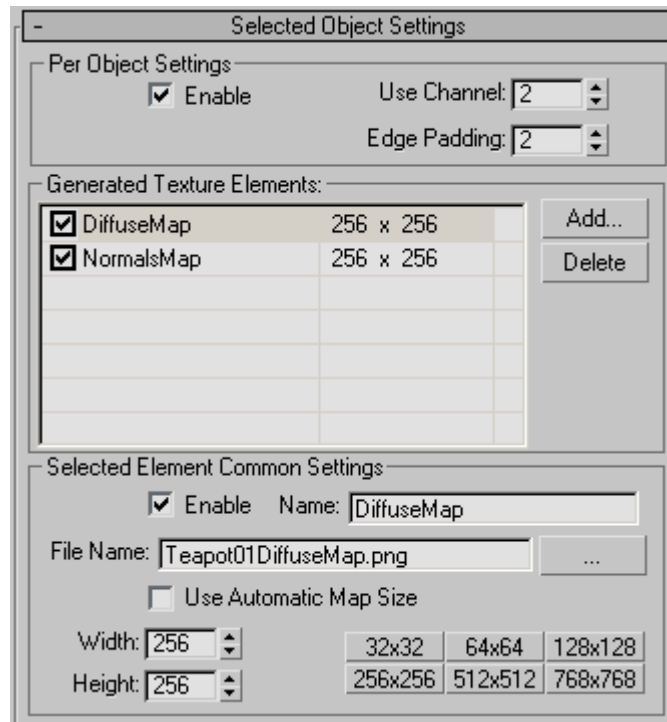 - Selected Object Settings
Per Object Settings
Enable Use Channel: 2
Edge Padding: 2
Generated Texture Elements:
DiffuseMap 256 x 256 Add...
NormalsMap 256 x 256 Delete
Selected Element Common Settings
Enable Name: DiffuseMap
File Name: Teapot01DiffuseMap.png ...
Use Automatic Map Size
Width: 256 32x32 64x64 128x128
Height: 256 256x256 512x512 768x768